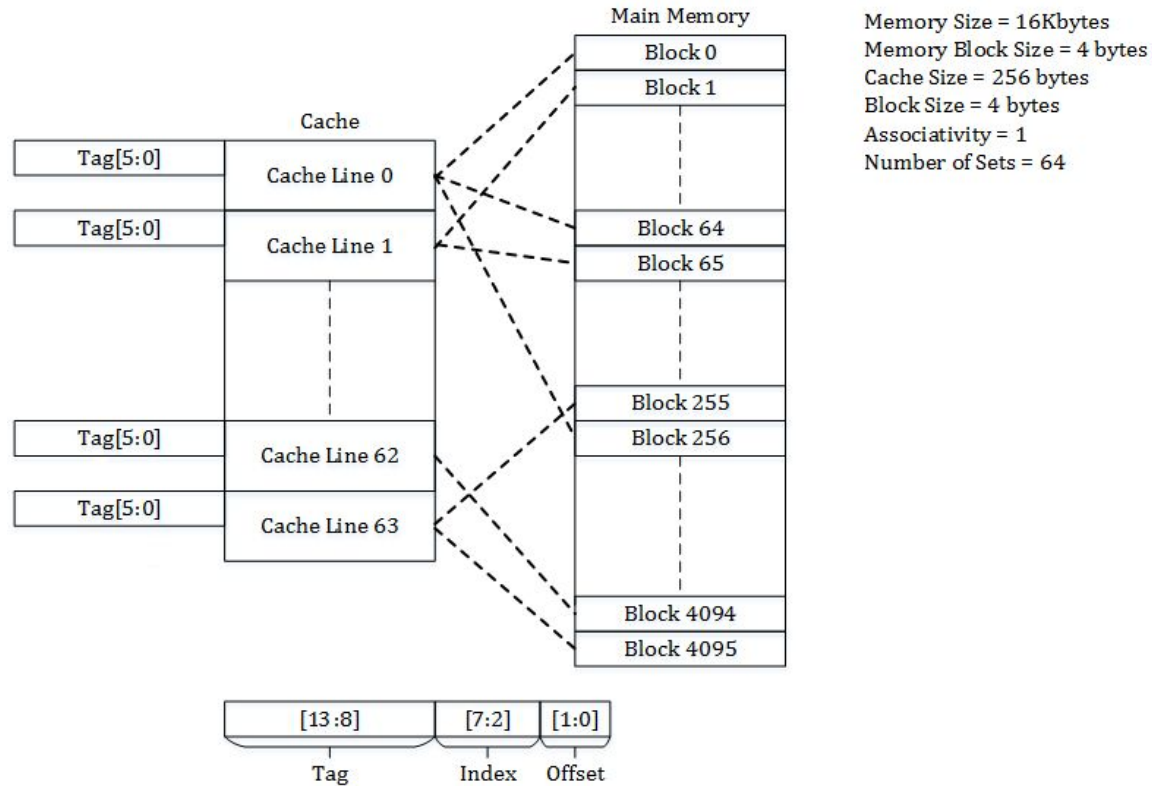 Main Memory
Memory Size = 16Kbytes
Memory Block Size = 4 bytes
Cache Size = 256 bytes
Block Size = 4 bytes
Associativity = 1
Number of Sets = 64
Block 0
Block 1
Cache
Tag[5:0]
Cache Line 0
Tag[5:0]
Cache Line 1
Block 64
Block 65
Block 255
Block 256
Tag[5:0]
Cache Line 62
Tag[5:0]
Cache Line 63
Block 4094
Block 4095
[13:8]
[7:2]
[1:0]
Tag
Index
Offset